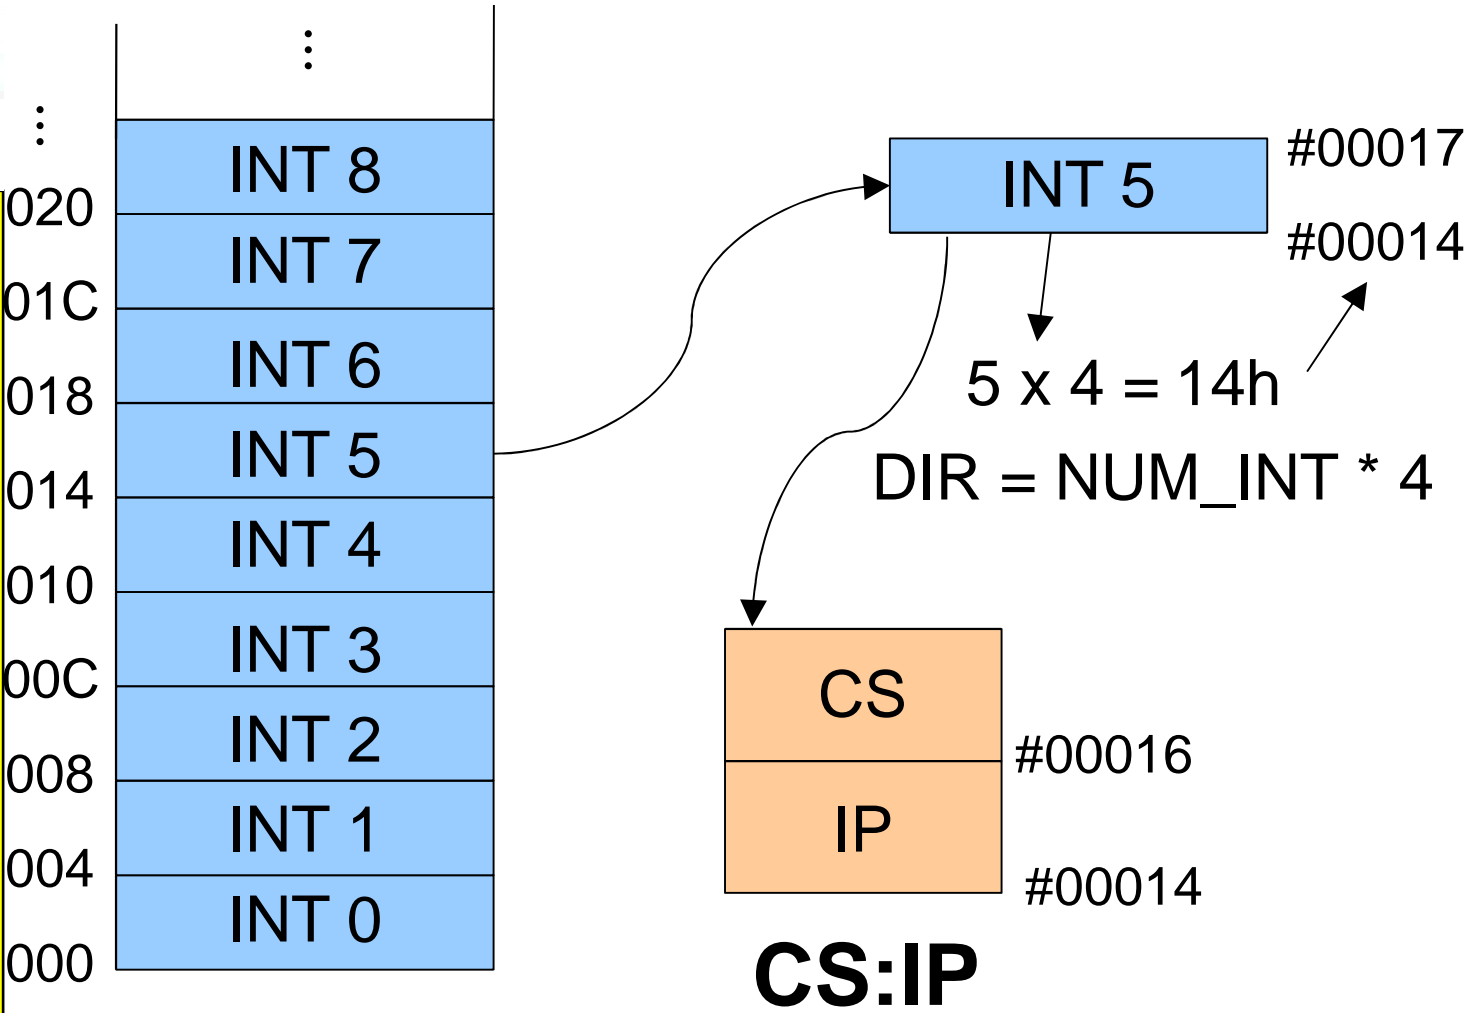 ⋮
⋮
INT 8
020
INT 7
01C
INT 6
018
INT 5
014
INT 4
010
INT 3
00C
INT 2
008
INT 1
004
INT 0
000
INT 5
#00017
#00014
5 x 4 = 14h
DIR = NUM_INT * 4
CS
#00016
IP
#00014
CS:IP